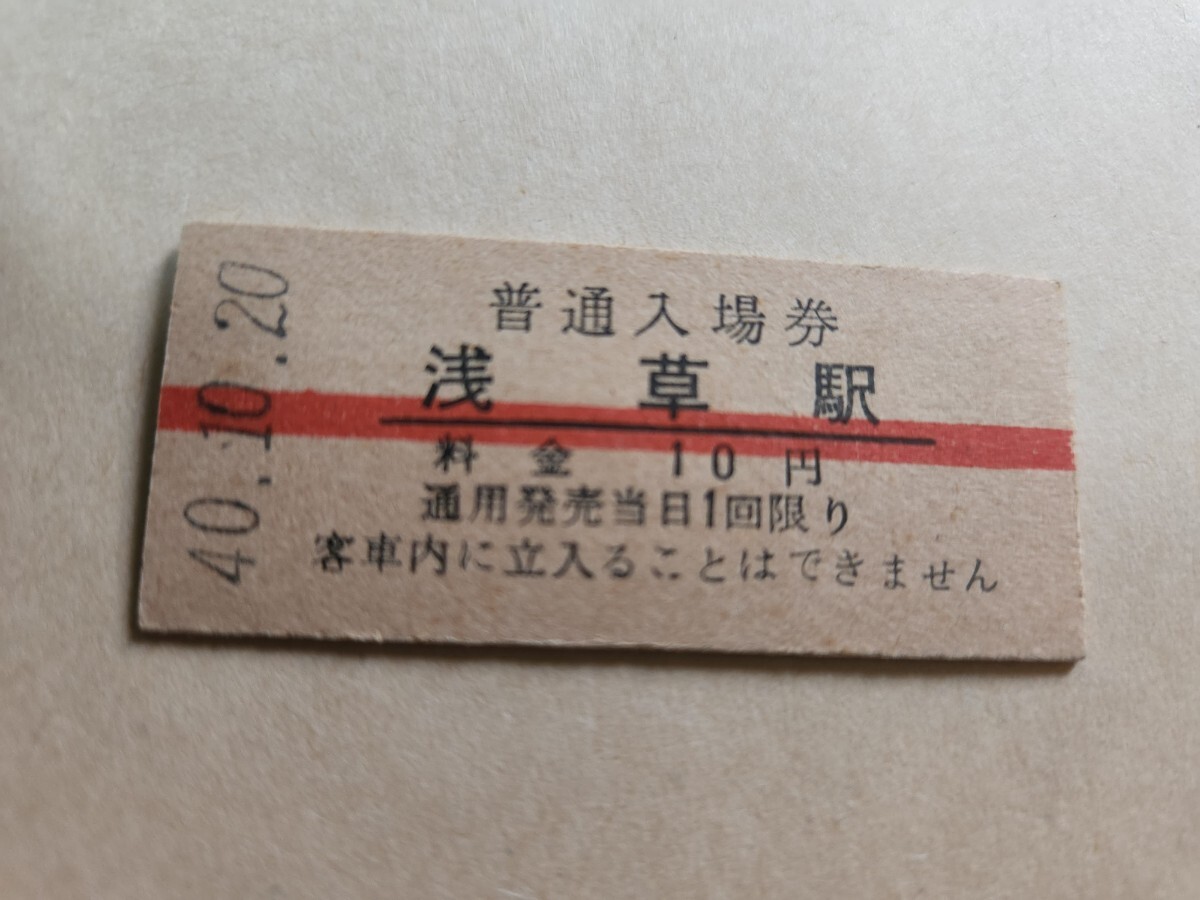 普通入場券
浅草駅
料金 10円
通用発売当日1回限り
客車内に立入ることはできません
40.10.20